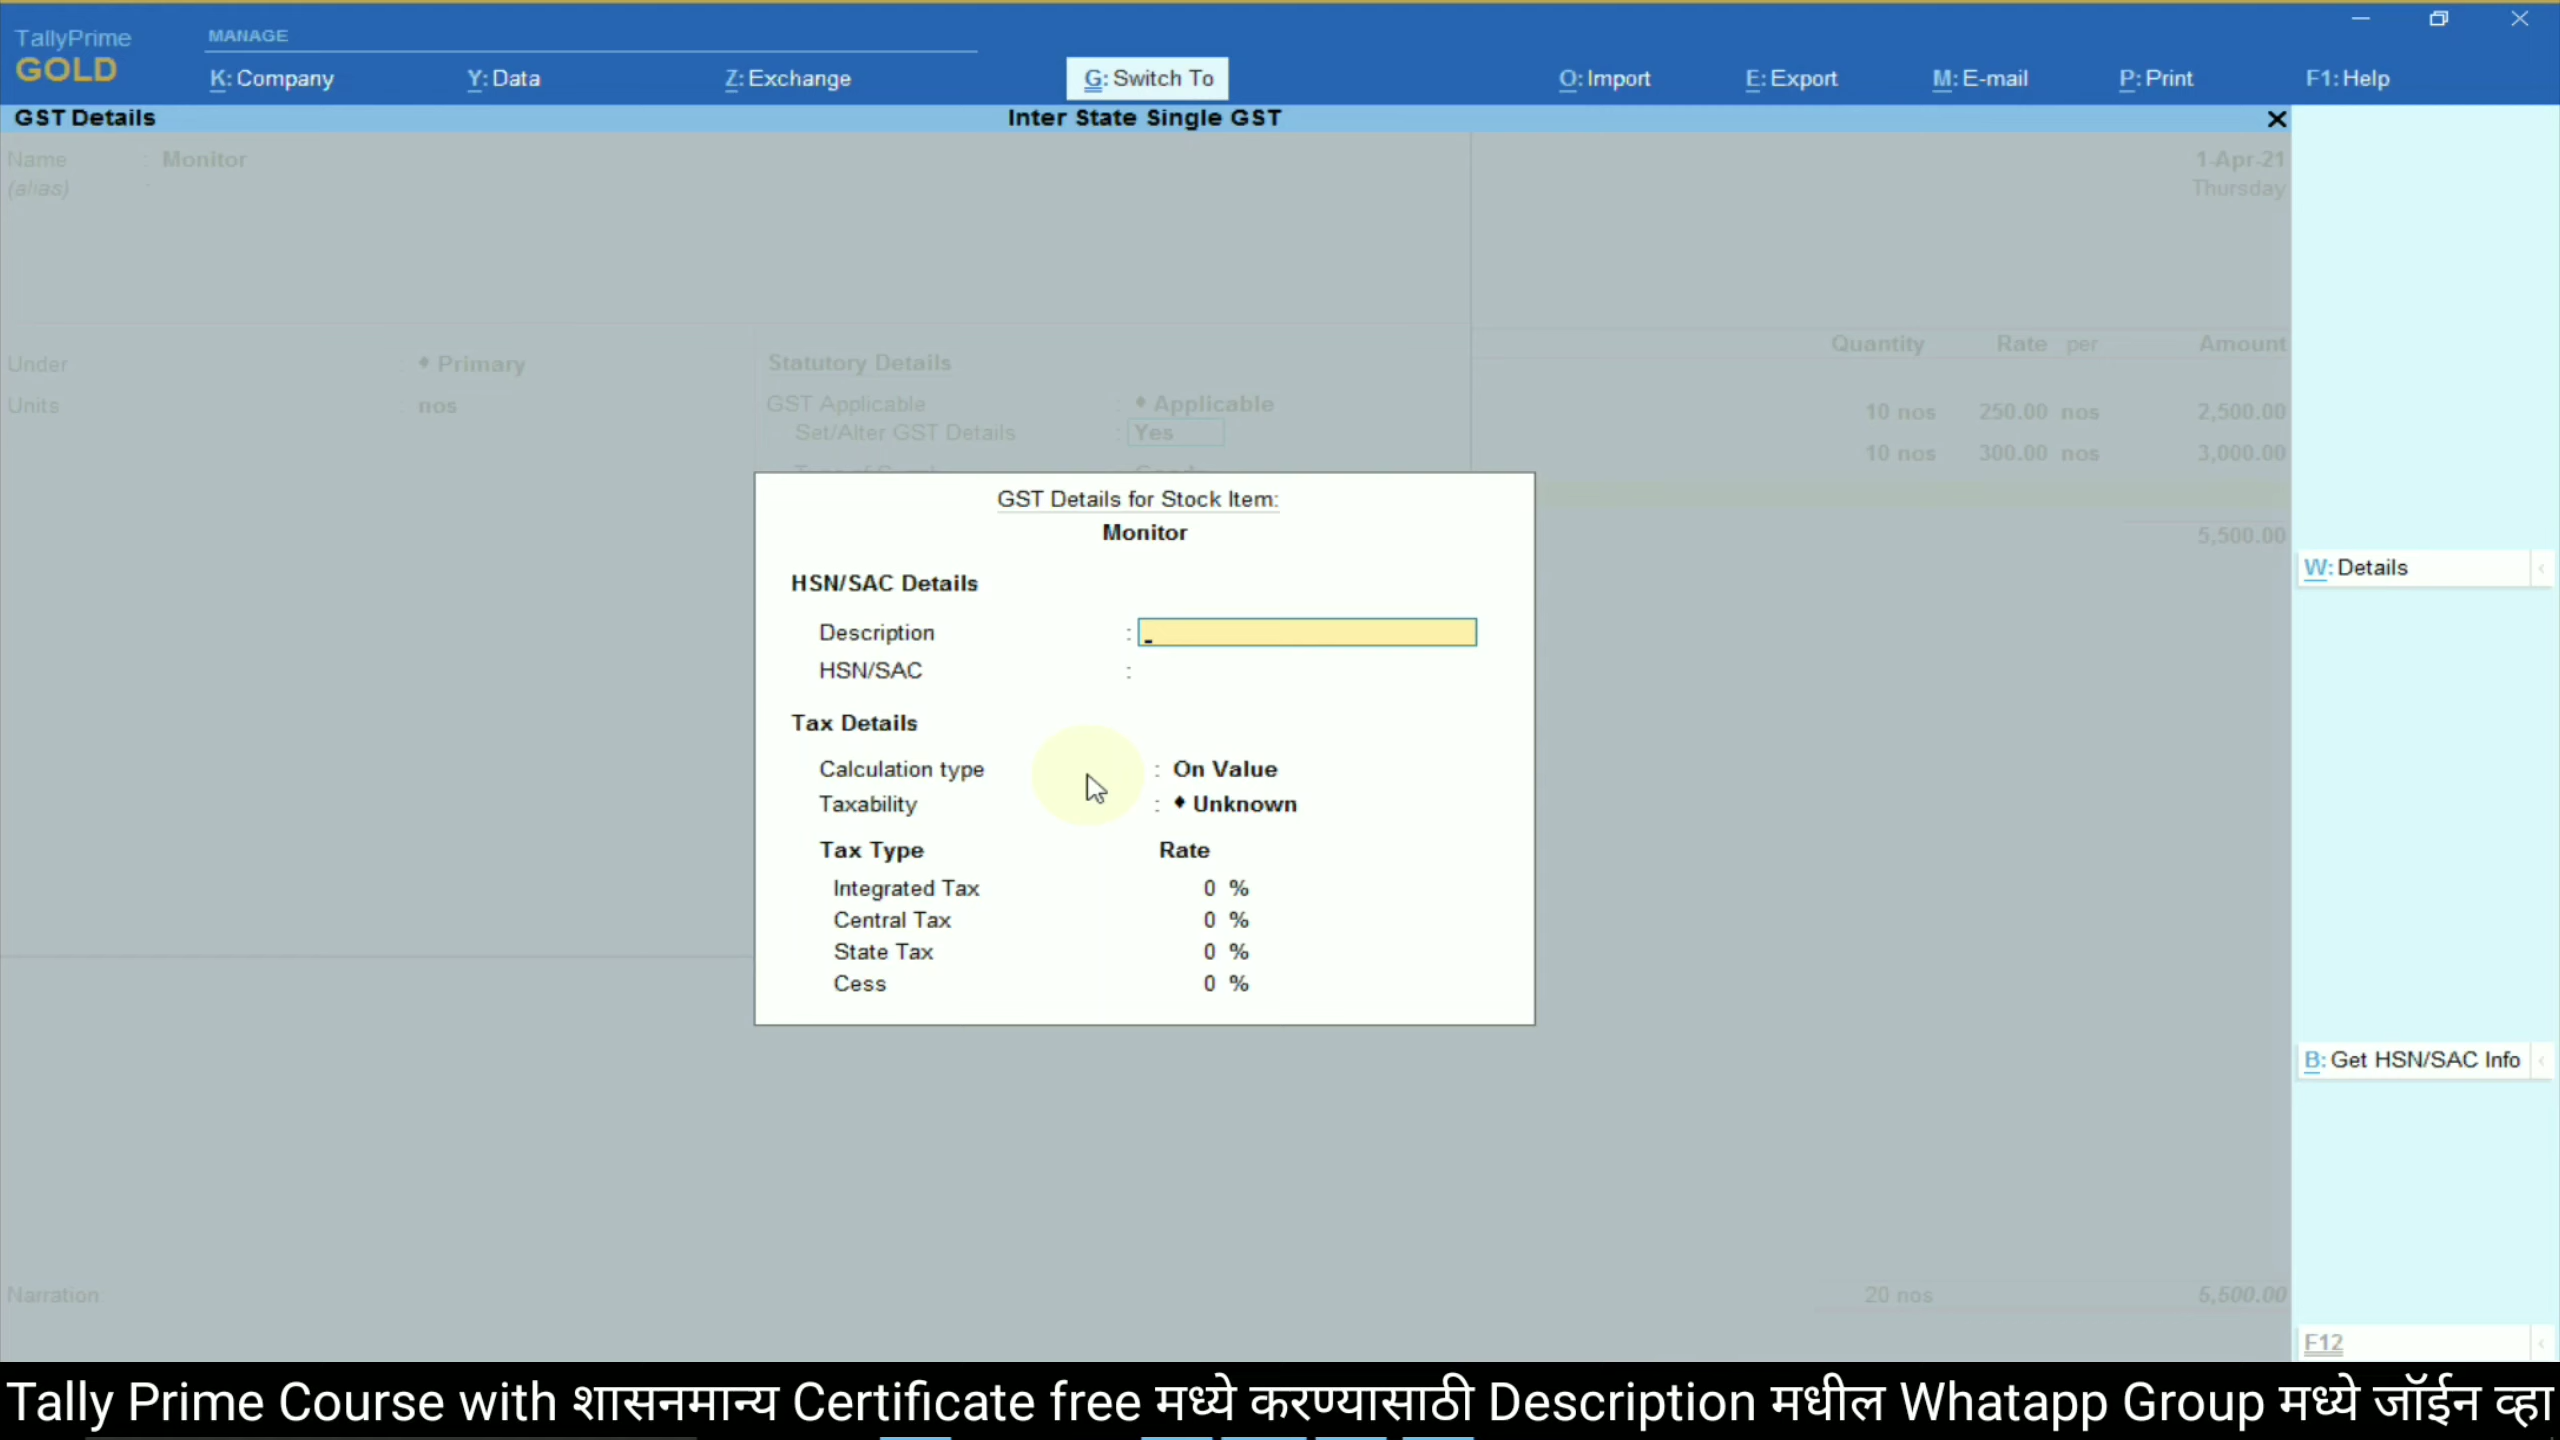 TallyPrime
GOLD
MANAGE
K: Company
Y: Data
Z: Exchange
G: Switch To
O: Import
E: Export
M: E-mail
P: Print
F1: Help
GST Details
Inter State Single GST
Name : Monitor
(alias) :
1-Apr-21
Thursday
Under : ♦ Primary
Units : nos
Statutory Details
GST Applicable : ♦ Applicable
Set/Alter GST Details : Yes
Quantity Rate per Amount
10 nos 250.00 nos 2,500.00
10 nos 300.00 nos 3,000.00
5,500.00
GST Details for Stock Item:
Monitor
HSN/SAC Details
Description :
HSN/SAC :
Tax Details
Calculation type : On Value
Taxability : ♦ Unknown
Tax Type Rate
Integrated Tax 0 %
Central Tax 0 %
State Tax 0 %
Cess 0 %
W: Details
B: Get HSN/SAC Info
Narration
20 nos 5,500.00
F12
Tally Prime Course with शासनमान्य Certificate free मध्ये करण्यासाठी Description मधील Whatapp Group मध्ये जॉईन व्हा